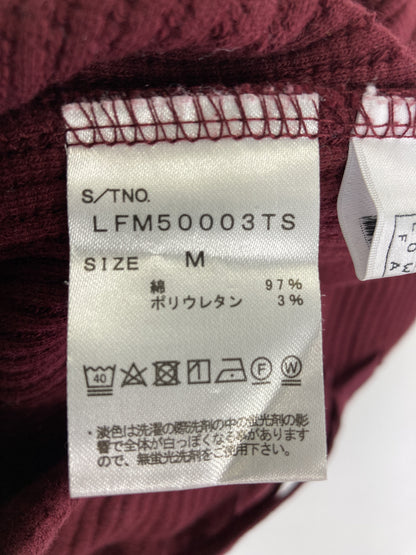 S/TNO.
LFM50003TS
SIZE M
綿 97%
ポリウレタン 3%
40 F W
・淡色は洗濯の際洗剤の中の蛍光剤の影
響で全体が白っぽくなる事があります
ので、無蛍光洗剤をご使用ください。